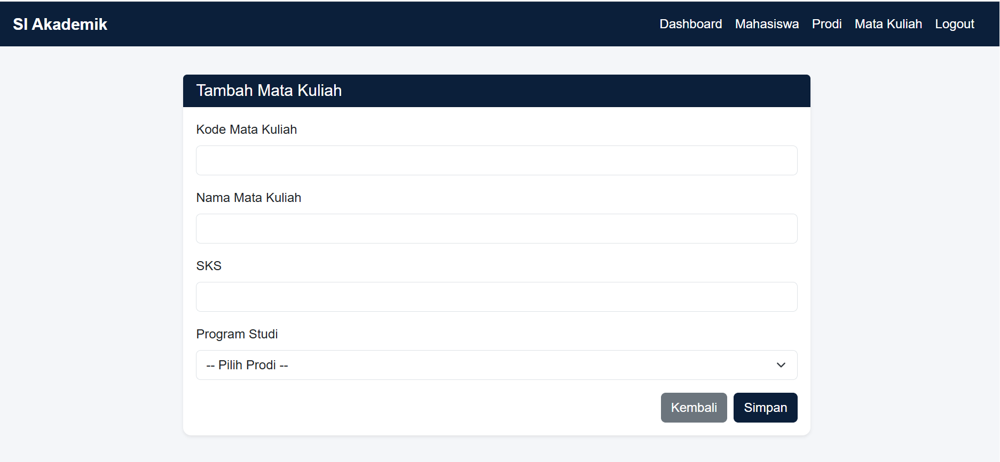 SI Akademik
Dashboard Mahasiswa Prodi Mata Kuliah Logout
Tambah Mata Kuliah
Kode Mata Kuliah
Nama Mata Kuliah
SKS
Program Studi
-- Pilih Prodi --
Kembali Simpan